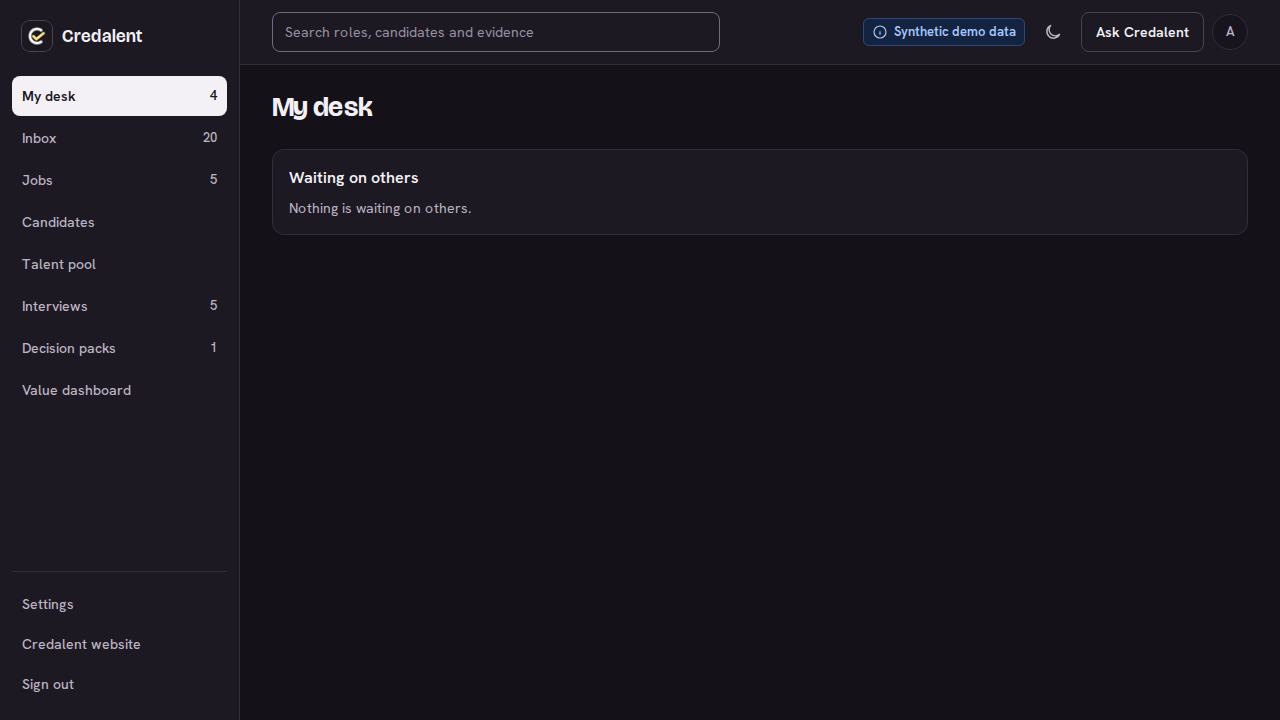 Credalent
My desk 4
Inbox 20
Jobs 5
Candidates
Talent pool
Interviews 5
Decision packs 1
Value dashboard
Settings
Credalent website
Sign out
Search roles, candidates and evidence
Synthetic demo data
Ask Credalent
A
My desk
Waiting on others
Nothing is waiting on others.